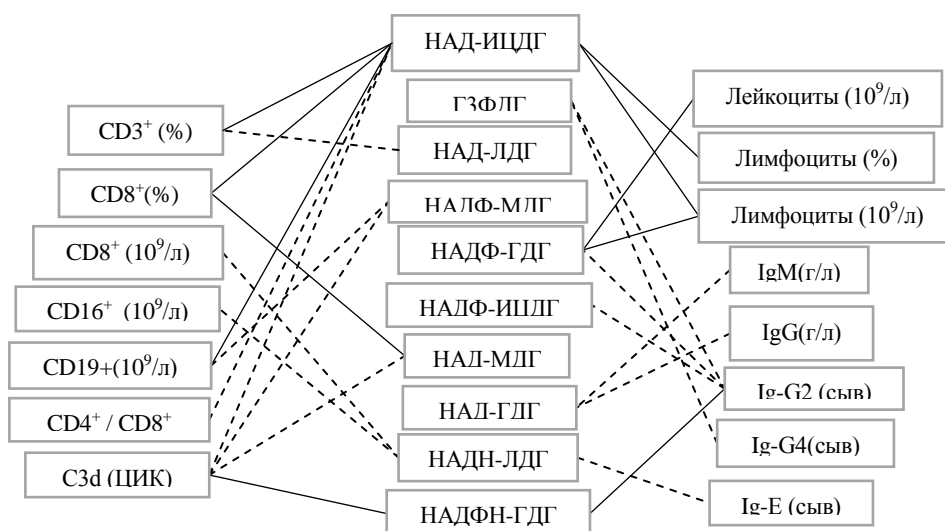 НАД-ИЦДГ
Г3ФДГ
НАД-ЛДГ
НАДФ-МДГ
НАДФ-ГДГ
НАДФ-ИЦДГ
НАД-МДГ
НАД-ГДГ
НАДН-ЛДГ
НАДФН-ГДГ
CD3⁺ (%)
CD8⁺(%)
CD8⁺ (10⁹/л)
CD16⁺ (10⁹/л)
CD19+(10⁹/л)
CD4⁺ / CD8⁺
C3d (ЦИК)
Лейкоциты (10⁹/л)
Лимфоциты (%)
Лимфоциты (10⁹/л)
IgM(г/л)
IgG(г/л)
Ig-G2 (сыв)
Ig-G4(сыв)
Ig-E (сыв)